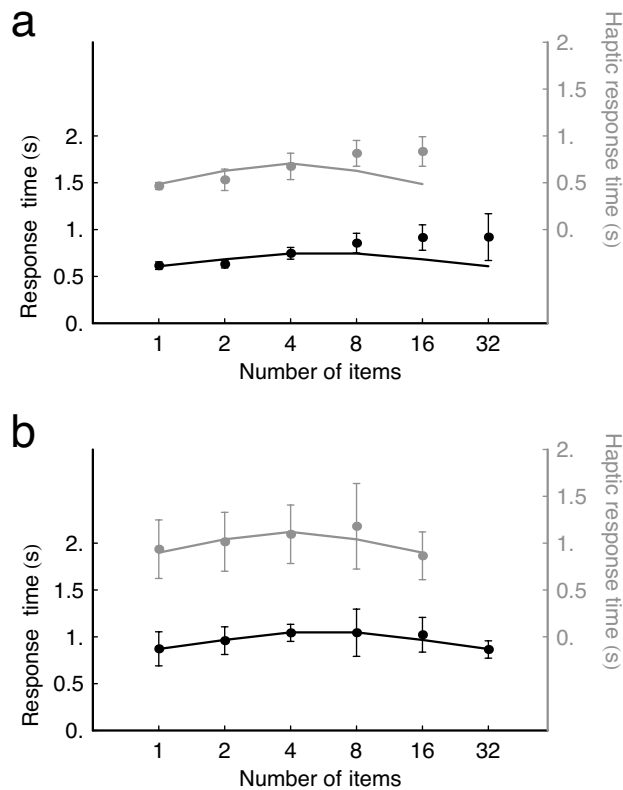 a
Response time (s)
2.
1.5
1.
0.5
0.
2.
1.5
1.
0.5
0.
Haptic response time (s)
1 2 4 8 16 32
Number of items
b
Response time (s)
2.
1.5
1.
0.5
0.
2.
1.5
1.
0.5
0.
Haptic response time (s)
1 2 4 8 16 32
Number of items